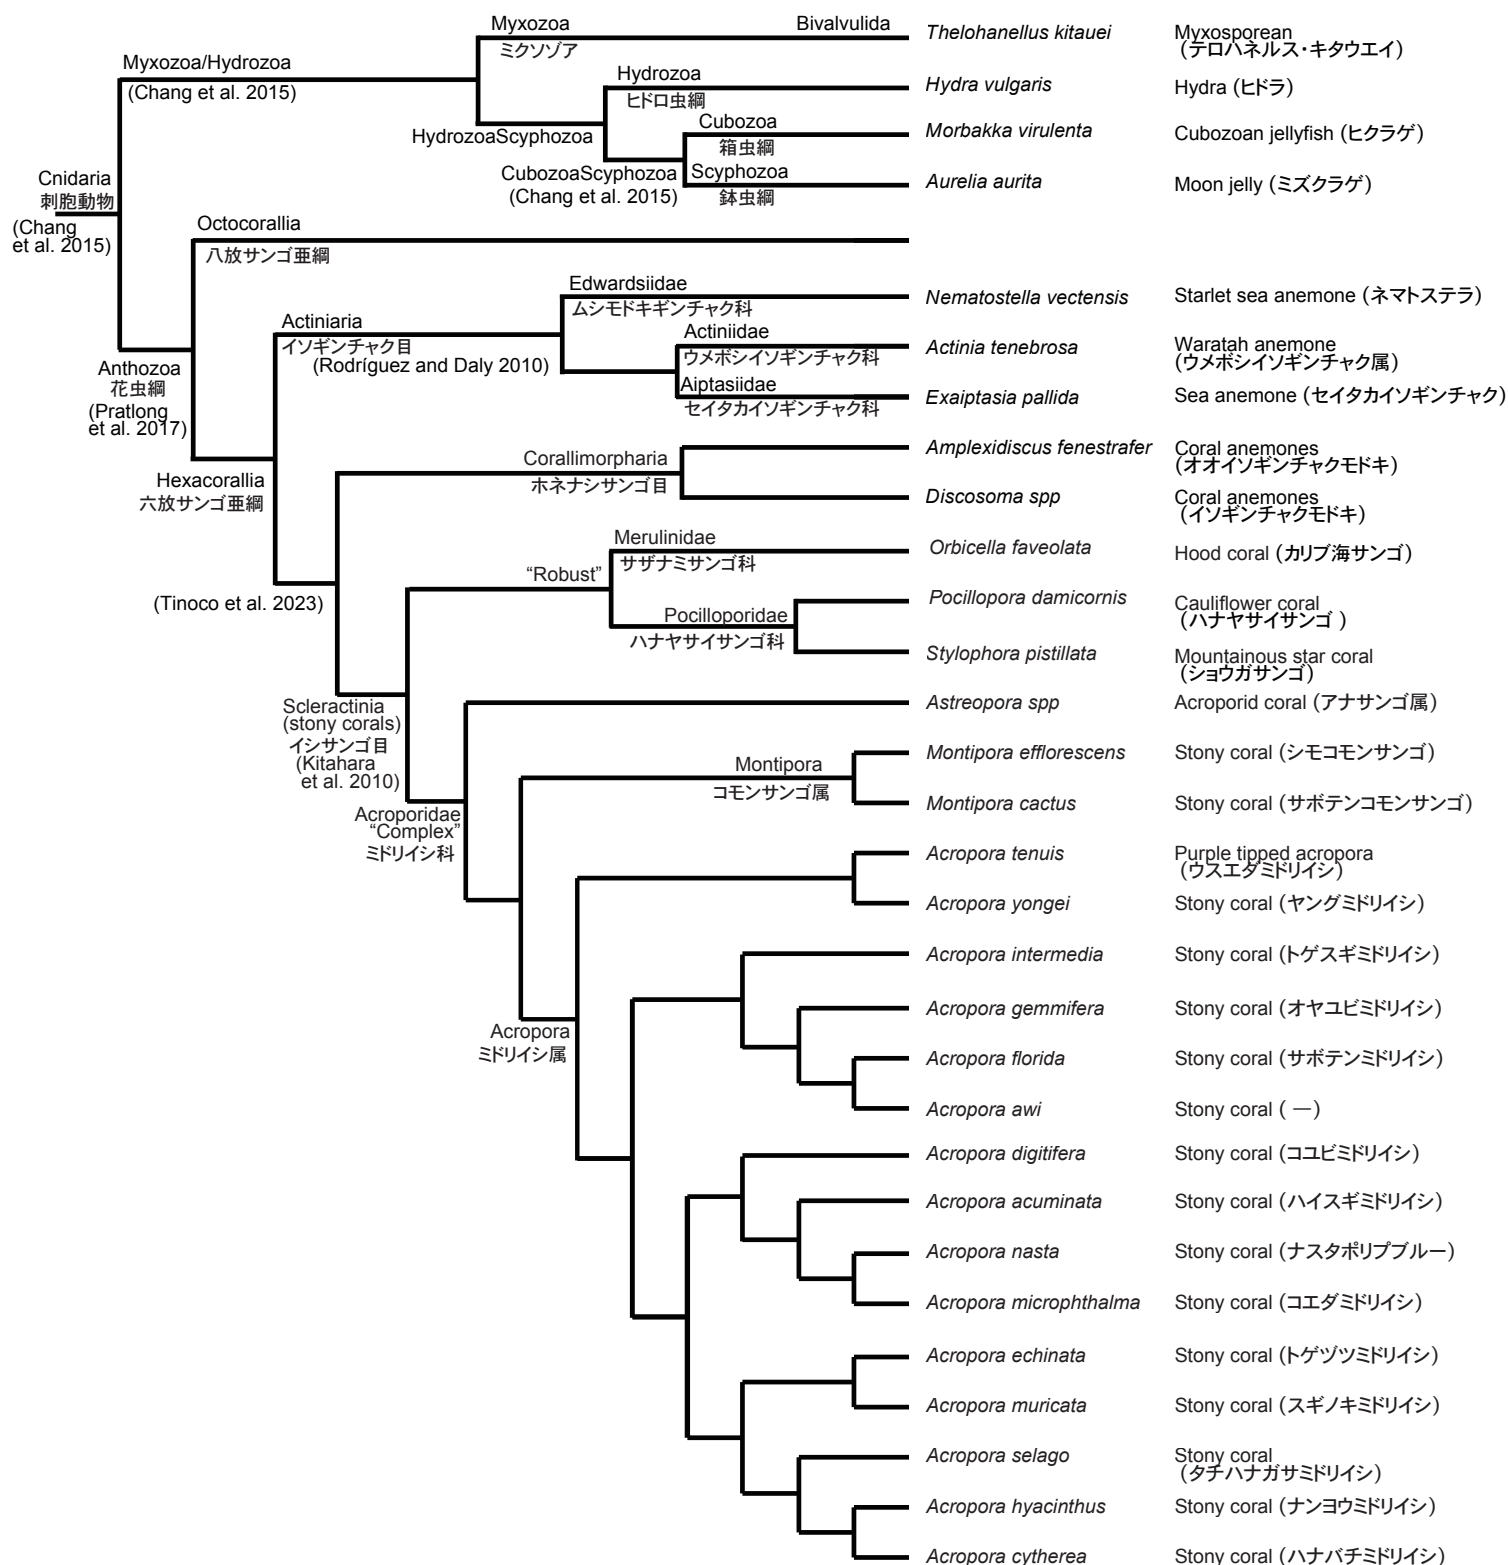 Myxozoa Bivalvulida Thelohanellus kitauei Myxosporean
ミクソゾア (テロハネルス・キタウエイ)
Myxozoa/Hydrozoa
(Chang et al. 2015)
Hydrozoa Hydra vulgaris Hydra (ヒドラ)
ヒドロ虫綱
HydrozoaScyphozoa
Cubozoa Morbakka virulenta Cubozoan jellyfish (ヒクラゲ)
箱虫綱
CubozoaScyphozoa
(Chang et al. 2015)
Scyphozoa Aurelia aurita Moon jelly (ミズクラゲ)
鉢虫綱
Cnidaria
刺胞動物
(Chang
et al. 2015)
Octocorallia
八放サンゴ亜綱
Edwardsiidae Nematostella vectensis Starlet sea anemone (ネマトステラ)
ムシモドキギンチャク科
Actiniaria
イソギンチャク目
(Rodríguez and Daly 2010)
Actiniidae Actinia tenebrosa Waratah anemone
ウメボシイソギンチャク科 (ウメボシイソギンチャク属)
Anthozoa
花虫綱
(Pratlong
et al. 2017)
Aiptasiidae Exaiptasia pallida Sea anemone (セイタカイソギンチャク)
セイタカイソギンチャク科
Amplexidiscus fenestrafer Coral anemones
(オオイソギンチャクモドキ)
Corallimorpharia
ホネナシサンゴ目
Hexacorallia
六放サンゴ亜綱
Discosoma spp Coral anemones
(イソギンチャクモドキ)
Merulinidae Orbicella faveolata Hood coral (カリブ海サンゴ)
サザナミサンゴ科
“Robust”
(Tinoco et al. 2023)
Pocillopora damicornis Cauliflower coral
(ハナヤサイサンゴ )
Pocilloporidae
ハナヤサイサンゴ科
Stylophora pistillata Mountainous star coral
(ショウガサンゴ)
Scleractinia
(stony corals)
イシサンゴ目
(Kitahara
et al. 2010)
Astreopora spp Acroporid coral (アナサンゴ属)
Montipora efflorescens Stony coral (シモコモンサンゴ)
Montipora
コモンサンゴ属
Montipora cactus Stony coral (サボテンコモンサンゴ)
Acroporidae
“Complex”
ミドリイシ科
Acropora tenuis Purple tipped acropora
(ウスエダミドリイシ)
Acropora yongei Stony coral (ヤングミドリイシ)
Acropora intermedia Stony coral (トゲスギミドリイシ)
Acropora gemmifera Stony coral (オヤユビミドリイシ)
Acropora
ミドリイシ属
Acropora florida Stony coral (サボテンミドリイシ)
Acropora awi Stony coral ( ―)
Acropora digitifera Stony coral (コユビミドリイシ)
Acropora acuminata Stony coral (ハイスギミドリイシ)
Acropora nasta Stony coral (ナスタポリプブルー)
Acropora microphthalma Stony coral (コエダミドリイシ)
Acropora echinata Stony coral (トゲヅツミドリイシ)
Acropora muricata Stony coral (スギノキミドリイシ)
Acropora selago Stony coral
(タチハナガサミドリイシ)
Acropora hyacinthus Stony coral (ナンヨウミドリイシ)
Acropora cytherea Stony coral (ハナバチミドリイシ)